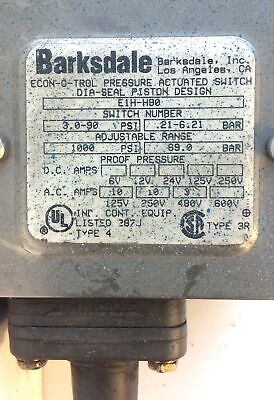 Barksdale Barksdale, Inc.
Los Angeles, CA
ECON-O-TROL PRESSURE ACTUATED SWITCH
DIA-SEAL PISTON DESIGN
E1H-H90
SWITCH NUMBER
3.0-90 PSI .21-6.21 BAR
ADJUSTABLE RANGE
1000 PSI 69.0 BAR
PROOF PRESSURE
D.C. AMPS
6V 12V 24V 125V 250V
A.C. AMPS 10 10 3
125V 250V 480V 600V
UL IND. CONT. EQUIP.
LISTED 387J
TYPE 4
SA TYPE 3R